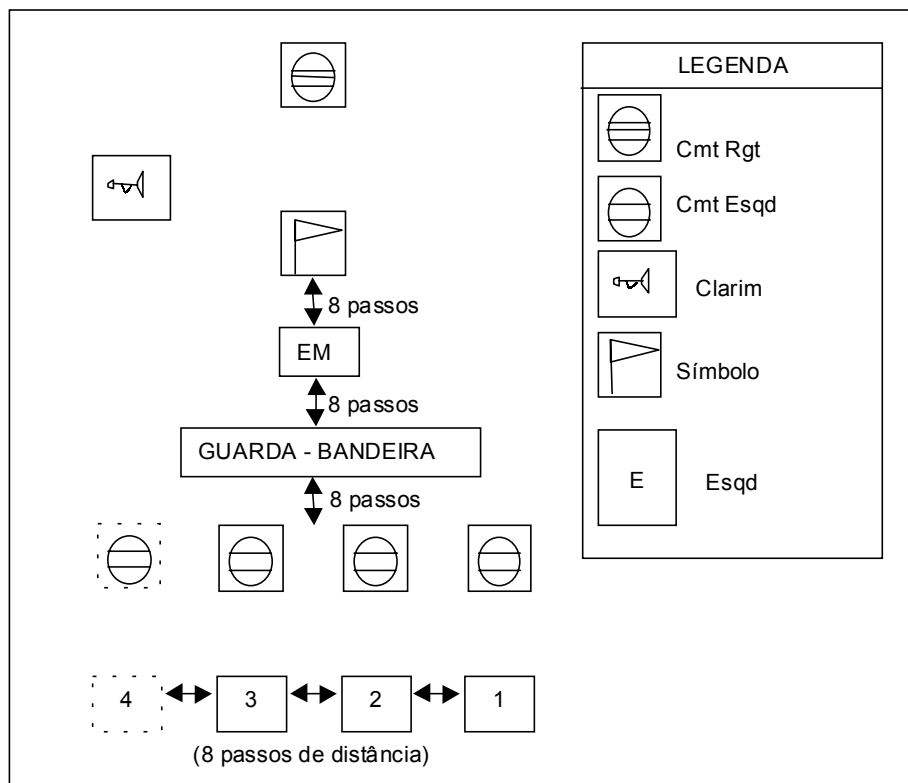 LEGENDA
Cmt Rgt
Cmt Esqd
Clarim
8 passos
Símbolo
EM
8 passos
GUARDA - BANDEIRA
E
Esqd
8 passos
4
3
2
1
(8 passos de distância)